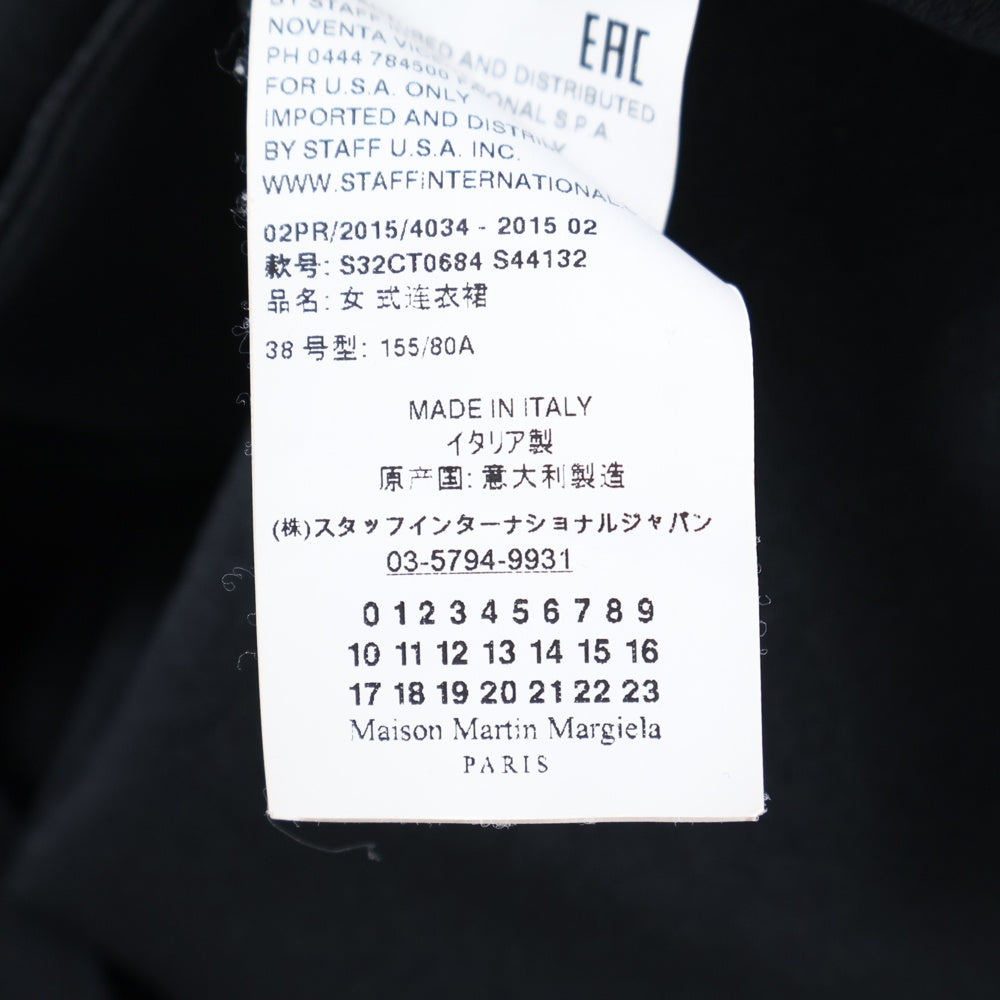 EAC
BY STAFF
NOVENTA
AND DISTRIBUTED
PH 0444 784500
S.P.A.
FOR U.S.A. ONLY
IMPORTED AND
BY STAFF U.S.A. INC.
WWW.STAFFINTERNATIONAL.
02PR/2015/4034 - 2015 02
款号: S32CT0684 S44132
品名: 女 式连衣裙
38 号型: 155/80A
MADE IN ITALY
イタリア製
原产国: 意大利製造
(株)スタッフインターナショナルジャパン
03-5794-9931
0 1 2 3 4 5 6 7 8 9
10 11 12 13 14 15 16
17 18 19 20 21 22 23
Maison Martin Margiela
PARIS